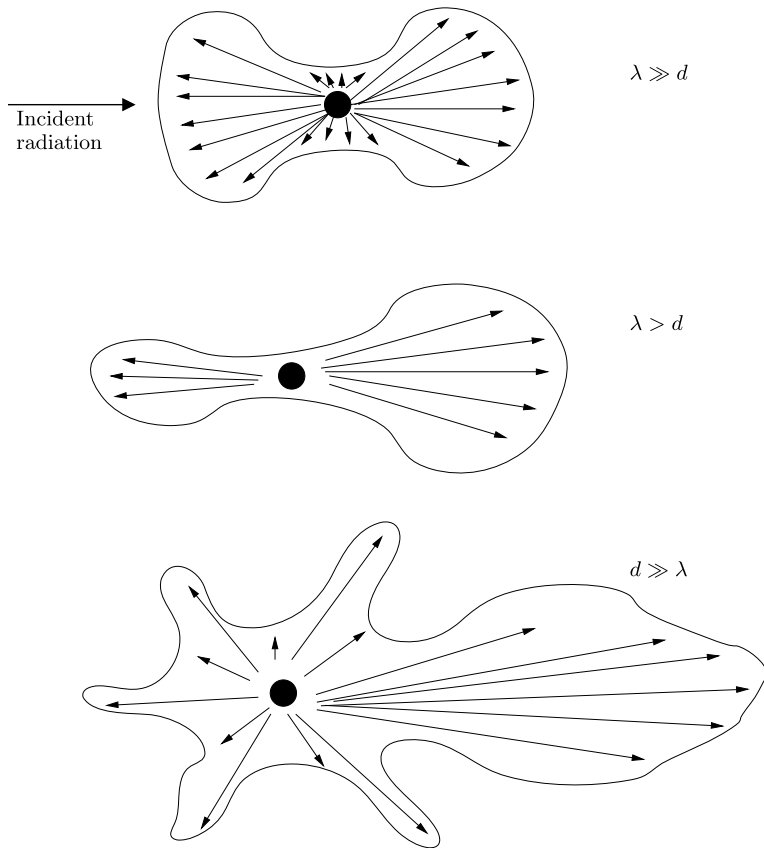 λ ≫ d
Incident
radiation
λ > d
d ≫ λ